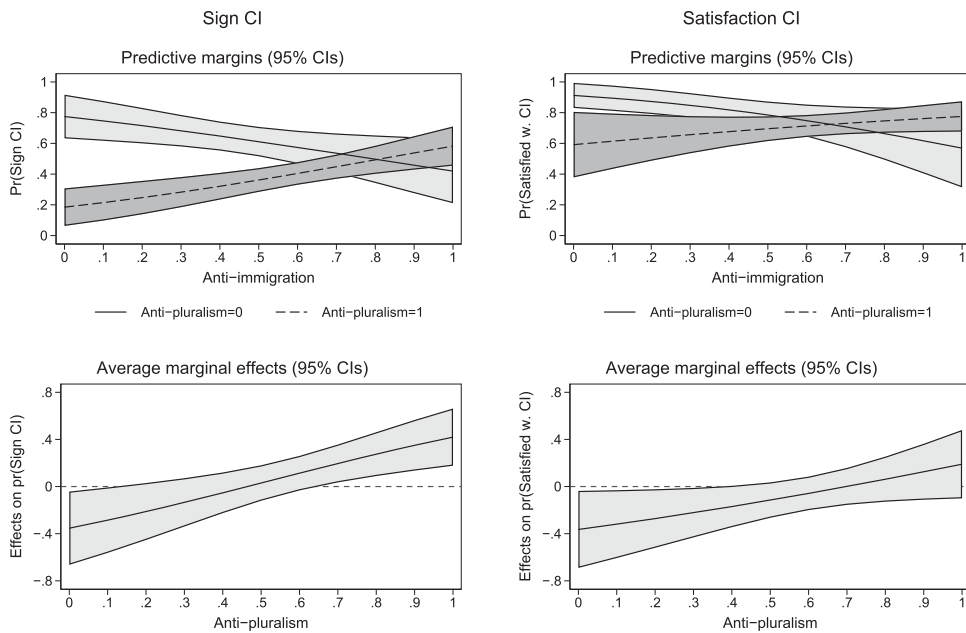 Sign CI
Satisfaction CI
Predictive margins (95% CIs)
Pr(Sign CI)
1
.8
.6
.4
.2
0
0 .1 .2 .3 .4 .5 .6 .7 .8 .9 1
Anti−immigration
Anti−pluralism=0 Anti−pluralism=1
Predictive margins (95% CIs)
Pr(Satisfied w. CI)
1
.8
.6
.4
.2
0
0 .1 .2 .3 .4 .5 .6 .7 .8 .9 1
Anti−immigration
Anti−pluralism=0 Anti−pluralism=1
Average marginal effects (95% CIs)
Effects on pr(Sign CI)
.8
.4
0
−.4
−.8
0 .1 .2 .3 .4 .5 .6 .7 .8 .9 1
Anti−pluralism
Average marginal effects (95% CIs)
Effects on pr(Satisfied w. CI)
.8
.4
0
−.4
−.8
0 .1 .2 .3 .4 .5 .6 .7 .8 .9 1
Anti−pluralism